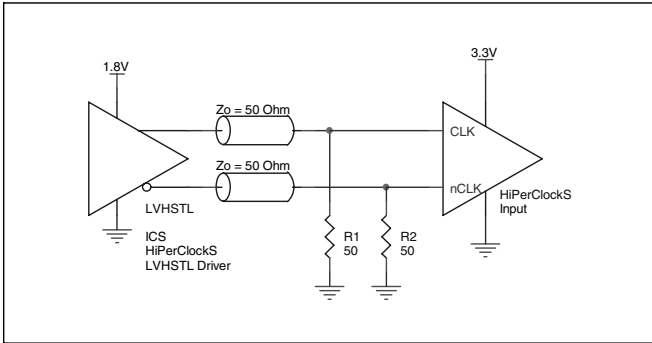 1.8V
3.3V
Zo = 50 Ohm
CLK
Zo = 50 Ohm
nCLK
HiPerClockS
Input
LVHSTL
ICS
HiPerClockS
LVHSTL Driver
R1
50
R2
50